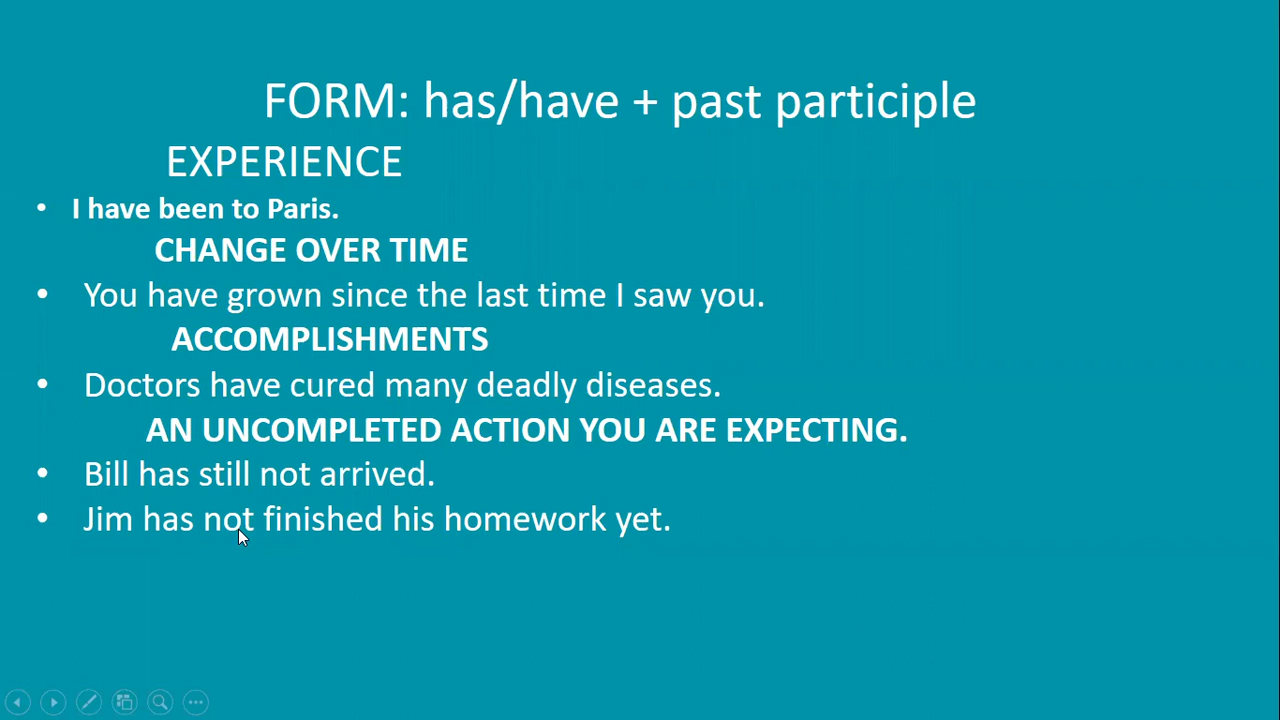 FORM: has/have + past participle
EXPERIENCE
• I have been to Paris.
CHANGE OVER TIME
• You have grown since the last time I saw you.
ACCOMPLISHMENTS
• Doctors have cured many deadly diseases.
AN UNCOMPLETED ACTION YOU ARE EXPECTING.
• Bill has still not arrived.
• Jim has not finished his homework yet.